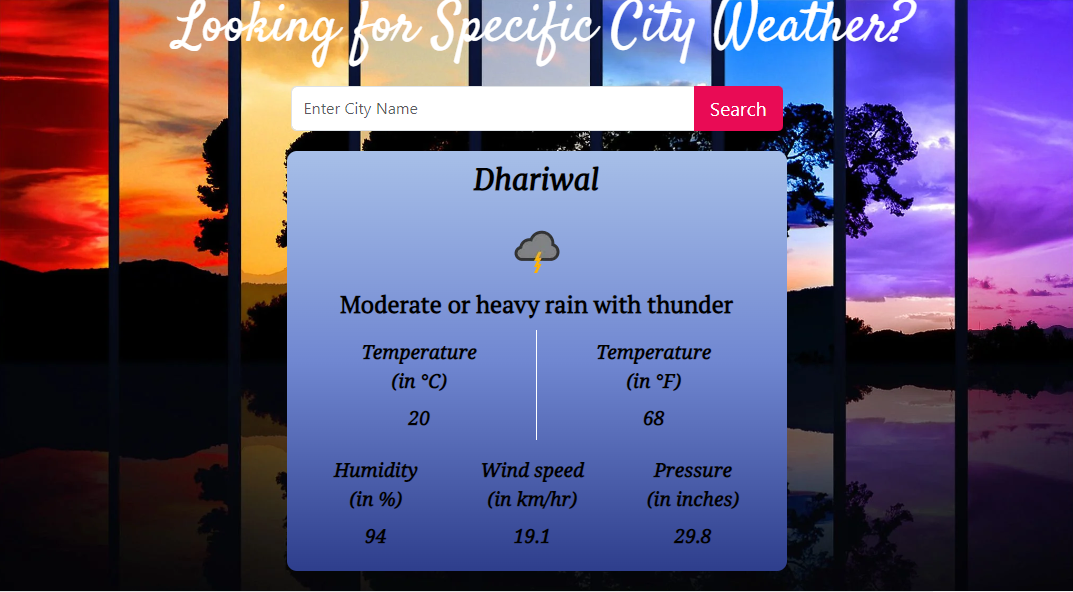 Looking for Specific City Weather?
Enter City Name
Search
Dhariwal
Moderate or heavy rain with thunder
Temperature
(in °C)
20
Temperature
(in °F)
68
Humidity
(in %)
94
Wind speed
(in km/hr)
19.1
Pressure
(in inches)
29.8